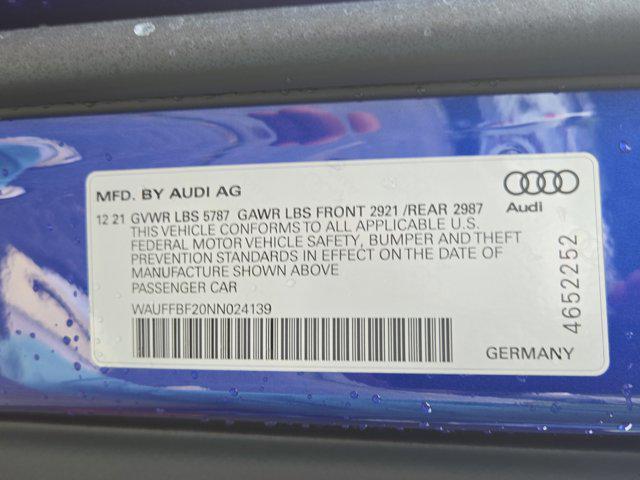 MFD. BY AUDI AG
12 21 GVWR LBS 5787 GAWR LBS FRONT 2921 /REAR 2987
THIS VEHICLE CONFORMS TO ALL APPLICABLE U.S.
FEDERAL MOTOR VEHICLE SAFETY, BUMPER AND THEFT
PREVENTION STANDARDS IN EFFECT ON THE DATE OF
MANUFACTURE SHOWN ABOVE
PASSENGER CAR
WAUFFBF20NN024139
Audi
4652252
GERMANY